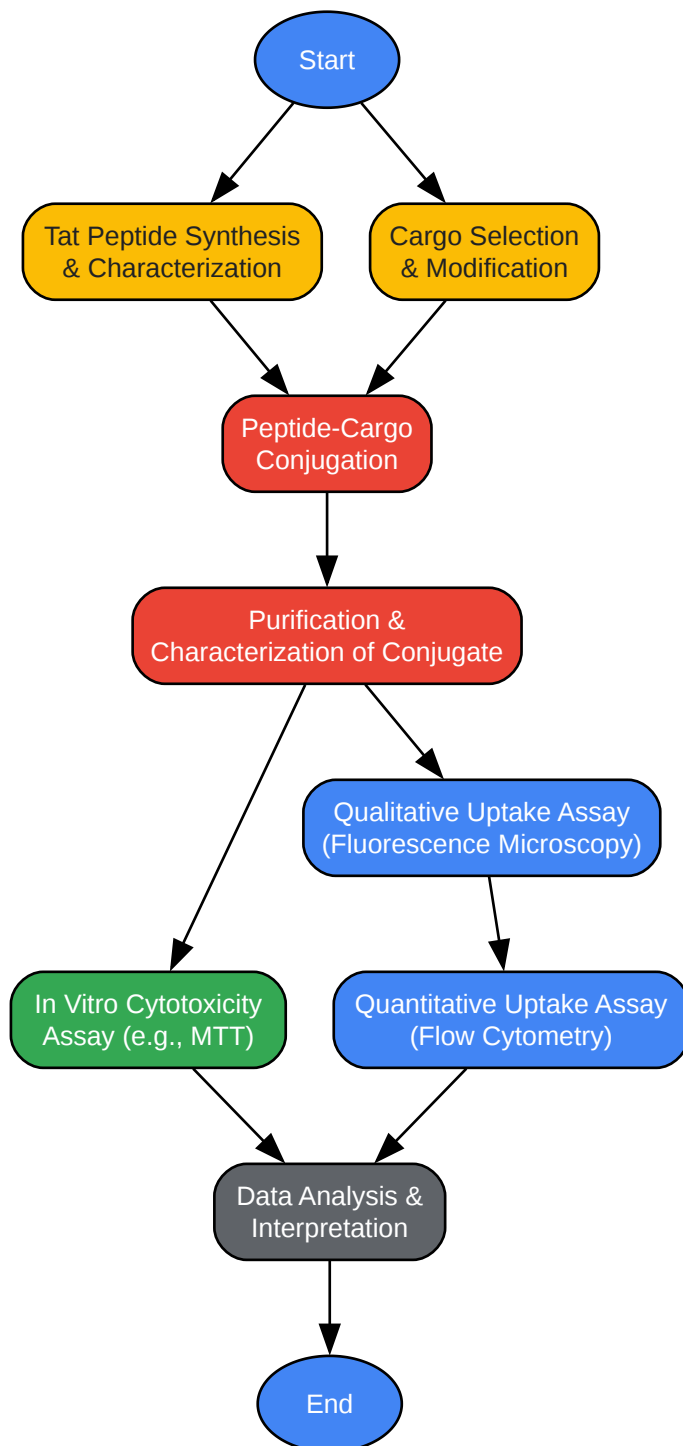 Start
Tat Peptide Synthesis
& Characterization
Cargo Selection
& Modification
Peptide-Cargo
Conjugation
Purification &
Characterization of Conjugate
Qualitative Uptake Assay
(Fluorescence Microscopy)
In Vitro Cytotoxicity
Assay (e.g., MTT)
Quantitative Uptake Assay
(Flow Cytometry)
Data Analysis &
Interpretation
End